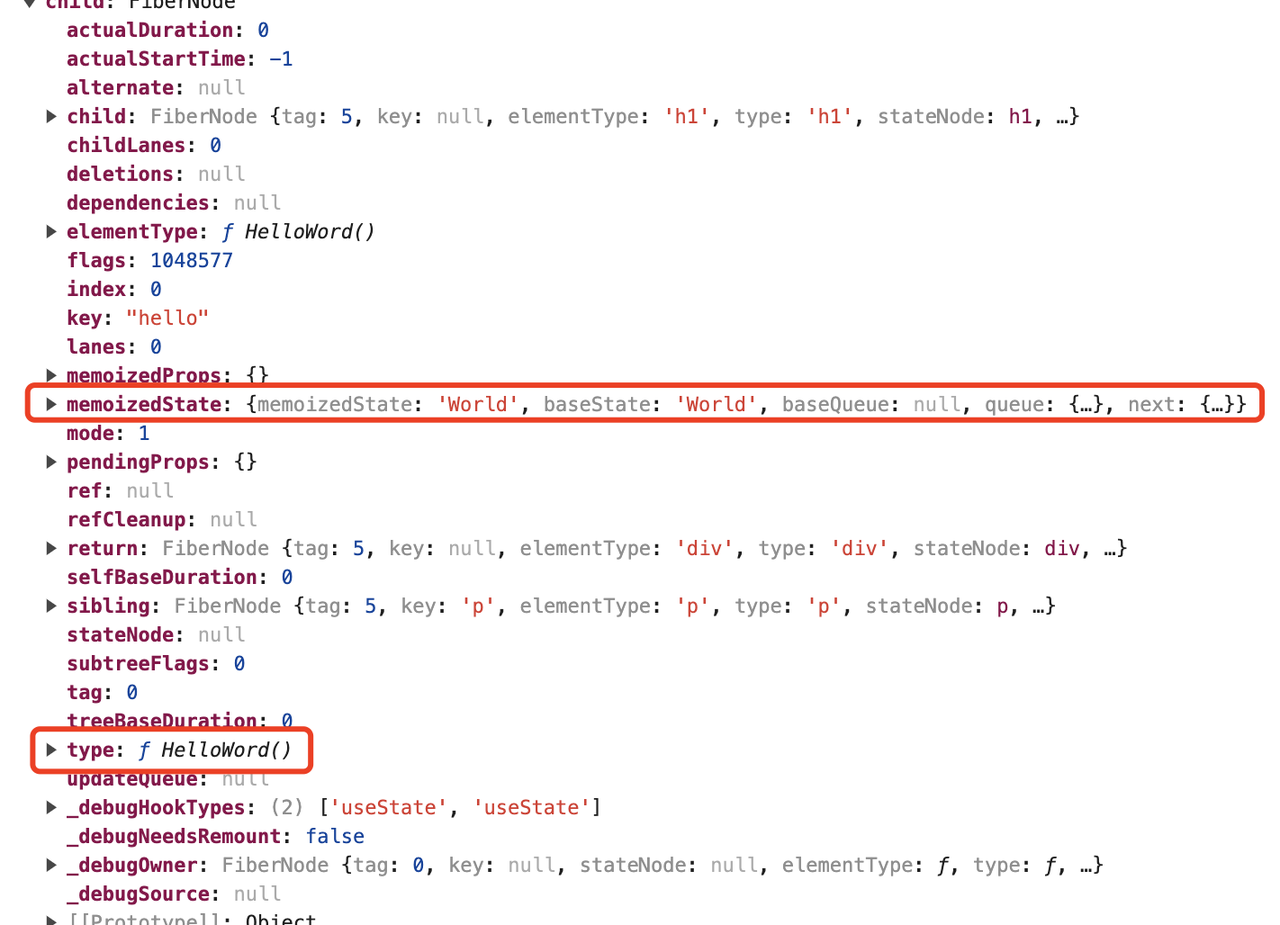 ▼ child: FiberNode
actualDuration: 0
actualStartTime: −1
alternate: null
▶ child: FiberNode {tag: 5, key: null, elementType: 'h1', type: 'h1', stateNode: h1, …}
childLanes: 0
deletions: null
dependencies: null
▶ elementType: ƒ HelloWord()
flags: 1048577
index: 0
key: "hello"
lanes: 0
▶ memoizedProps: {}
▶ memoizedState: {memoizedState: 'World', baseState: 'World', baseQueue: null, queue: {…}, next: {…}}
mode: 1
▶ pendingProps: {}
ref: null
refCleanup: null
▶ return: FiberNode {tag: 5, key: null, elementType: 'div', type: 'div', stateNode: div, …}
selfBaseDuration: 0
▶ sibling: FiberNode {tag: 5, key: 'p', elementType: 'p', type: 'p', stateNode: p, …}
stateNode: null
subtreeFlags: 0
tag: 0
treeBaseDuration: 0
▶ type: ƒ HelloWord()
updateQueue: null
▶ _debugHookTypes: (2) ['useState', 'useState']
_debugNeedsRemount: false
▶ _debugOwner: FiberNode {tag: 0, key: null, stateNode: null, elementType: ƒ, type: ƒ, …}
_debugSource: null
▶ [[Prototype]]: Object